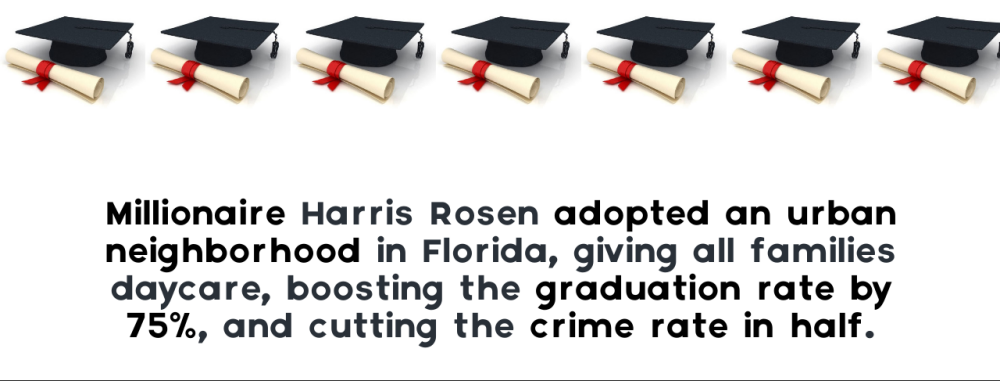 Millionaire Harris Rosen adopted an urban
neighborhood in Florida, giving all families
daycare, boosting the graduation rate by
75%, and cutting the crime rate in half.